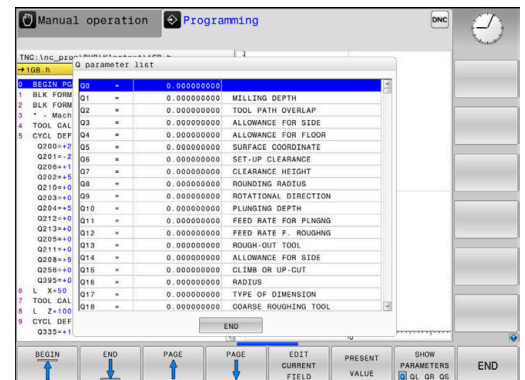 Manual operation
Programming
DNC
Q parameter list
→1GB.h
0 BEGIN PG
1 BLK FORM
2 BLK FORM
3 * - Mach
4 TOOL CAL
5 CYCL DEF
Q200=+2
Q201=-2
Q206=+1
Q202=+5
Q210=+0
Q203=+0
Q204=+5
Q212=+0
Q213=+0
Q205=+0
Q211=+0
Q208=+9
Q256=+0
Q395=+0
6 L X+50
7 TOOL CAL
8 L Z+100
9 CYCL DEF
Q335=+1
Q0 = 0.000000000
Q1 = 0.000000000 MILLING DEPTH
Q2 = 0.000000000 TOOL PATH OVERLAP
Q3 = 0.000000000 ALLOWANCE FOR SIDE
Q4 = 0.000000000 ALLOWANCE FOR FLOOR
Q5 = 0.000000000 SURFACE COORDINATE
Q6 = 0.000000000 SET-UP CLEARANCE
Q7 = 0.000000000 CLEARANCE HEIGHT
Q8 = 0.000000000 ROUNDING RADIUS
Q9 = 0.000000000 ROTATIONAL DIRECTION
Q10 = 0.000000000 PLUNGING DEPTH
Q11 = 0.000000000 FEED RATE FOR PLNGNG
Q12 = 0.000000000 FEED RATE F. ROUGHNG
Q13 = 0.000000000 ROUGH-OUT TOOL
Q14 = 0.000000000 ALLOWANCE FOR SIDE
Q15 = 0.000000000 CLIMB OR UP-CUT
Q16 = 0.000000000 RADIUS
Q17 = 0.000000000 TYPE OF DIMENSION
Q18 = 0.000000000 COARSE ROUGHING TOOL
END
BEGIN
END
PAGE
PAGE
EDIT
CURRENT
FIELD
PRESENT
VALUE
SHOW
PARAMETERS
Q QL QR QS
END